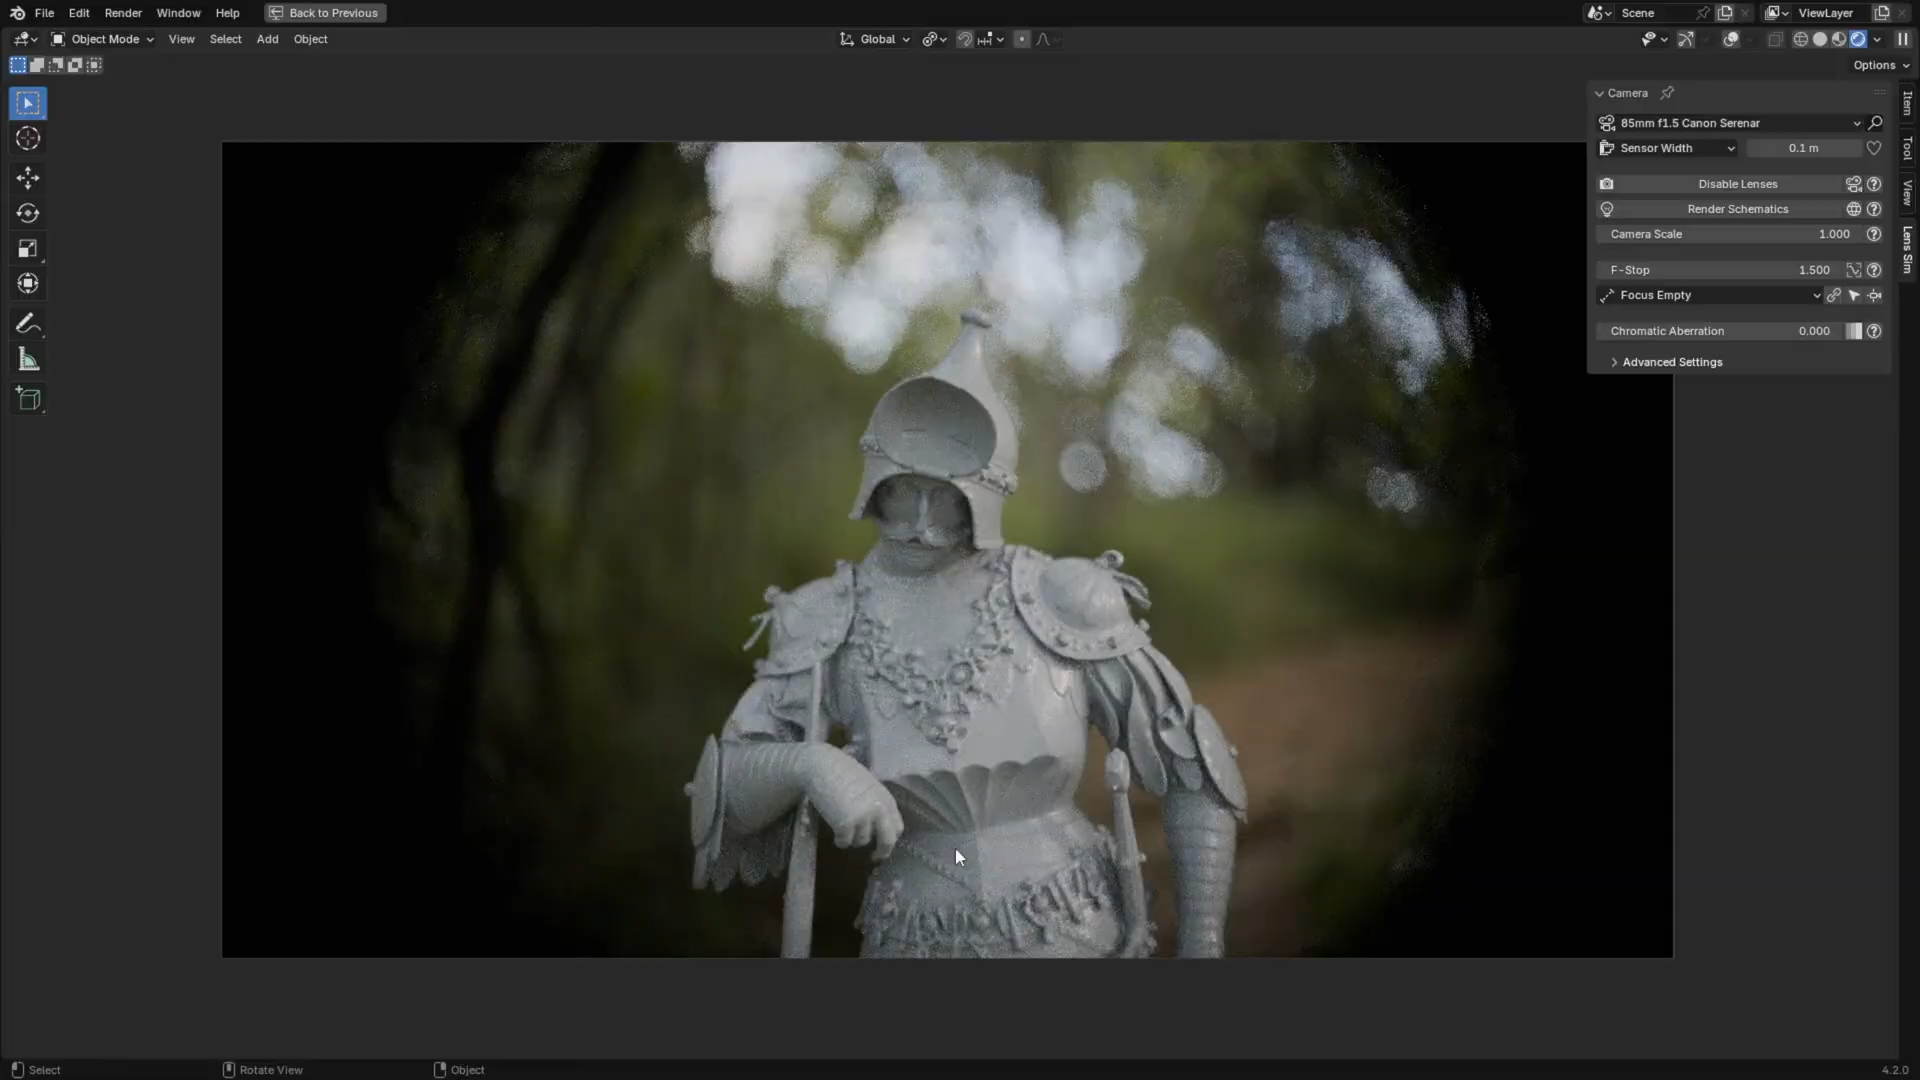 File Edit Render Window Help Back to Previous Scene ViewLayer
Object Mode View Select Add Object Global
Options
Camera
85mm f1.5 Canon Serenar
Sensor Width 0.1 m
Disable Lenses
Render Schematics
Camera Scale 1.000
F-Stop 1.500
Focus Empty
Chromatic Aberration 0.000
Advanced Settings
Item
Tool
View
Lens Sim
Select Rotate View Object 4.2.0